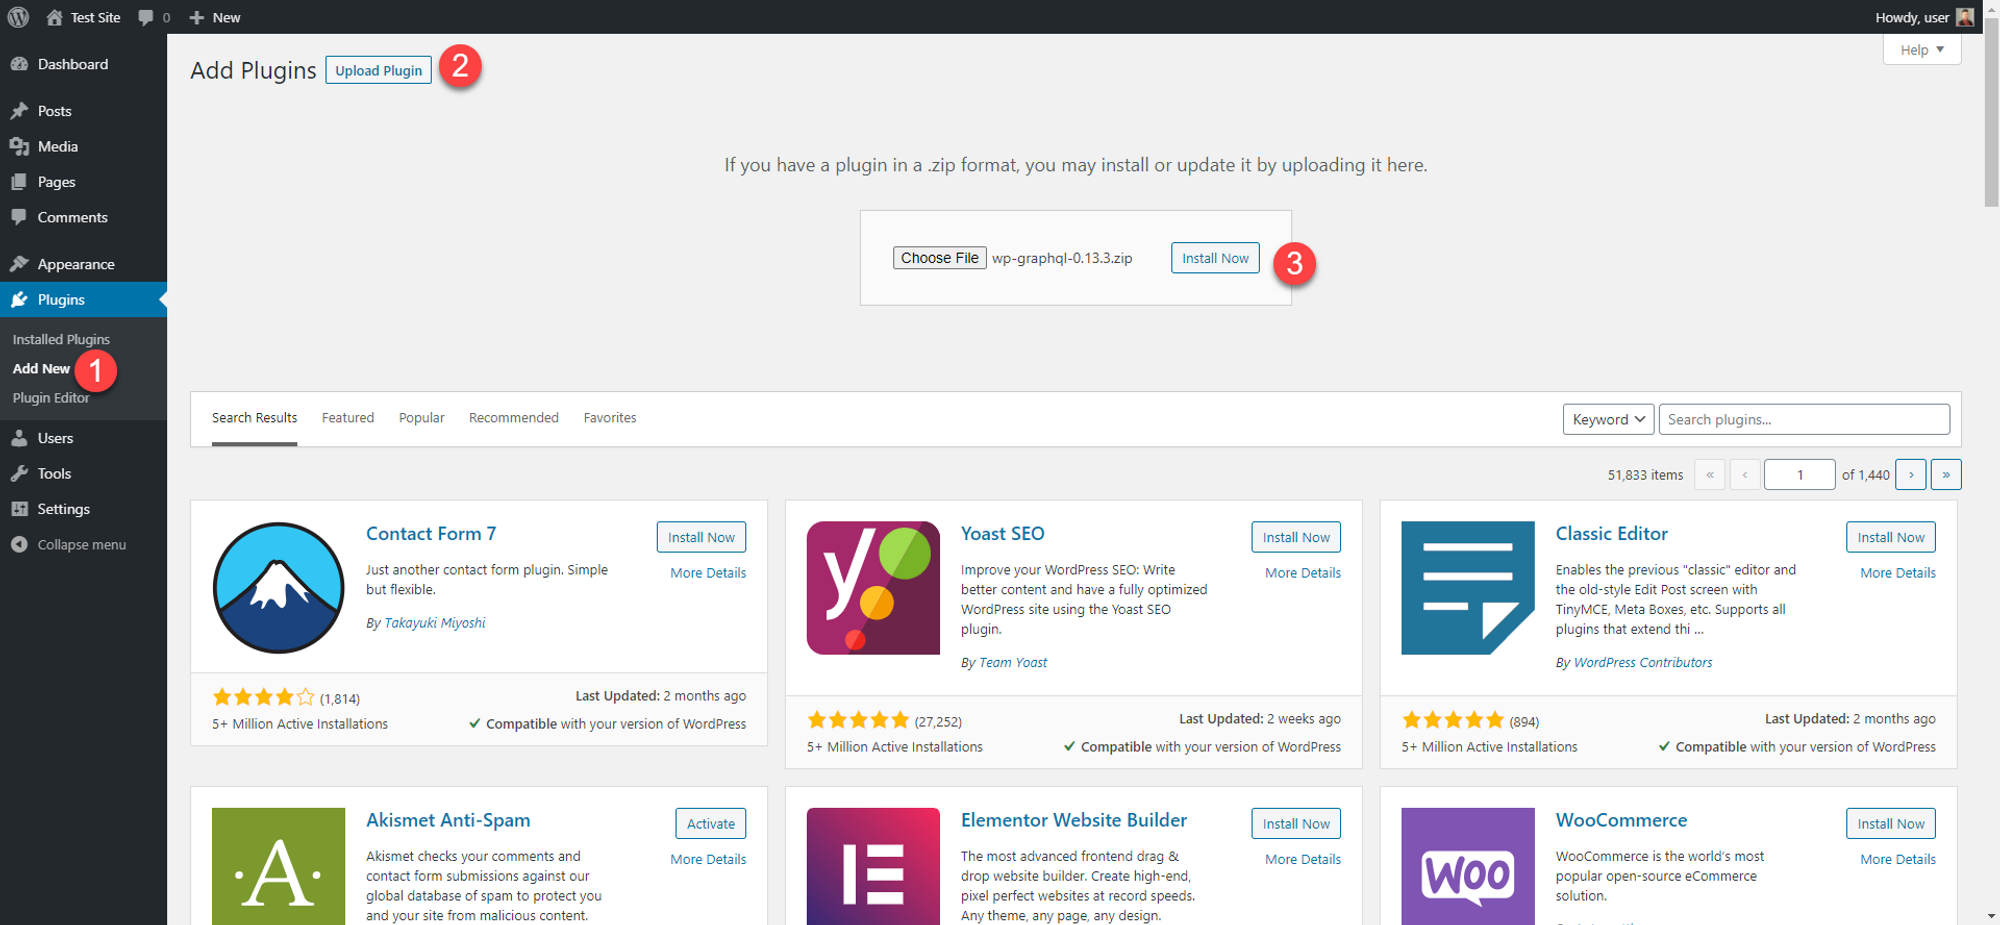 Test Site 0 New Howdy, user
Help
Dashboard
Posts
Media
Pages
Comments
Appearance
Plugins
Installed Plugins
Add New 1
Plugin Editor
Users
Tools
Settings
Collapse menu
Add Plugins Upload Plugin 2
If you have a plugin in a .zip format, you may install or update it by uploading it here.
Choose File wp-graphql-0.13.3.zip Install Now 3
Search Results Featured Popular Recommended Favorites Keyword Search plugins...
51,833 items « ‹ 1 of 1,440 › »
Contact Form 7
Install Now
More Details
Just another contact form plugin. Simple
but flexible.
By Takayuki Miyoshi
(1,814)
Last Updated: 2 months ago
5+ Million Active Installations
Compatible with your version of WordPress
y
Yoast SEO
Install Now
More Details
Improve your WordPress SEO: Write
better content and have a fully optimized
WordPress site using the Yoast SEO
plugin.
By Team Yoast
(27,252)
Last Updated: 2 weeks ago
5+ Million Active Installations
Compatible with your version of WordPress
Classic Editor
Install Now
More Details
Enables the previous "classic" editor and
the old-style Edit Post screen with
TinyMCE, Meta Boxes, etc. Supports all
plugins that extend thi ...
By WordPress Contributors
(894)
Last Updated: 2 months ago
5+ Million Active Installations
Compatible with your version of WordPress
·A·
Akismet Anti-Spam
Activate
More Details
Akismet checks your comments and
contact form submissions against our
global database of spam to protect you
and your site from malicious content.
Elementor Website Builder
Install Now
More Details
The most advanced frontend drag &
drop website builder. Create high-end,
pixel perfect websites at record speeds.
Any theme, any page, any design.
Woo
WooCommerce
Install Now
More Details
WooCommerce is the world's most
popular open-source eCommerce
solution.